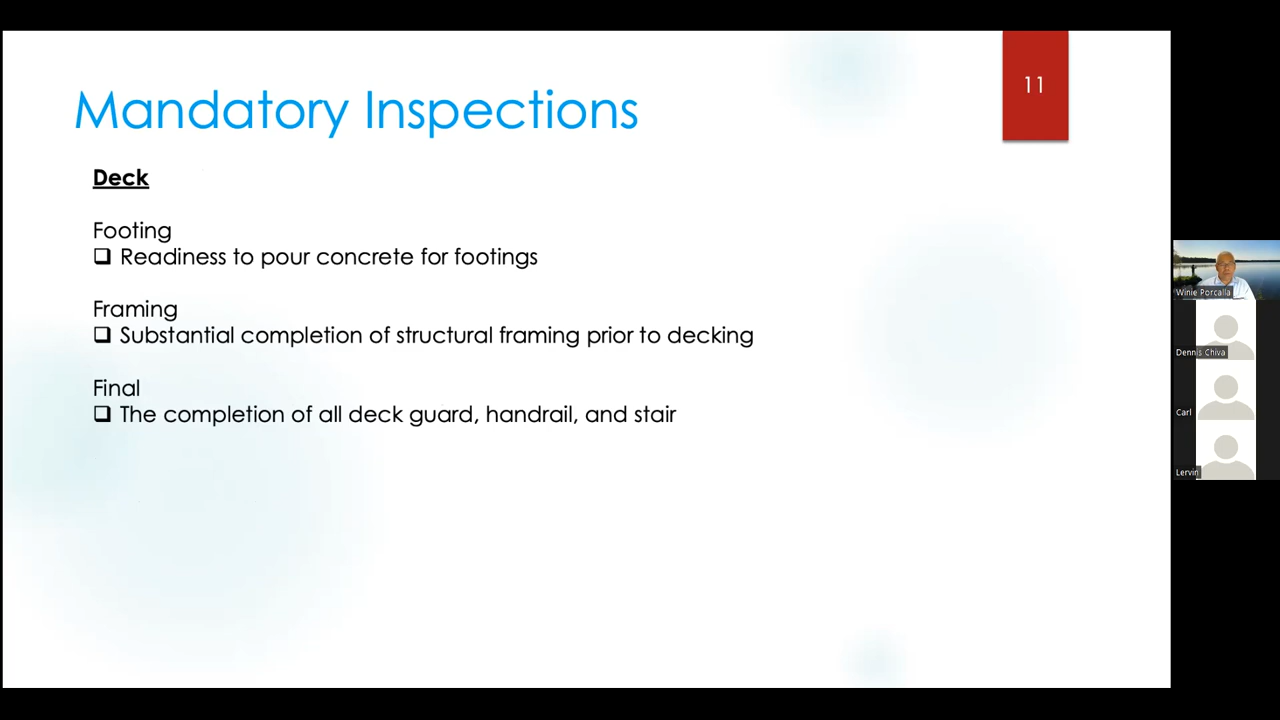 11
Mandatory Inspections
Deck
Footing
❑ Readiness to pour concrete for footings
Framing
❑ Substantial completion of structural framing prior to decking
Final
❑ The completion of all deck guard, handrail, and stair
Winie Porcalla
Dennis Chiva
Carl
Lervin